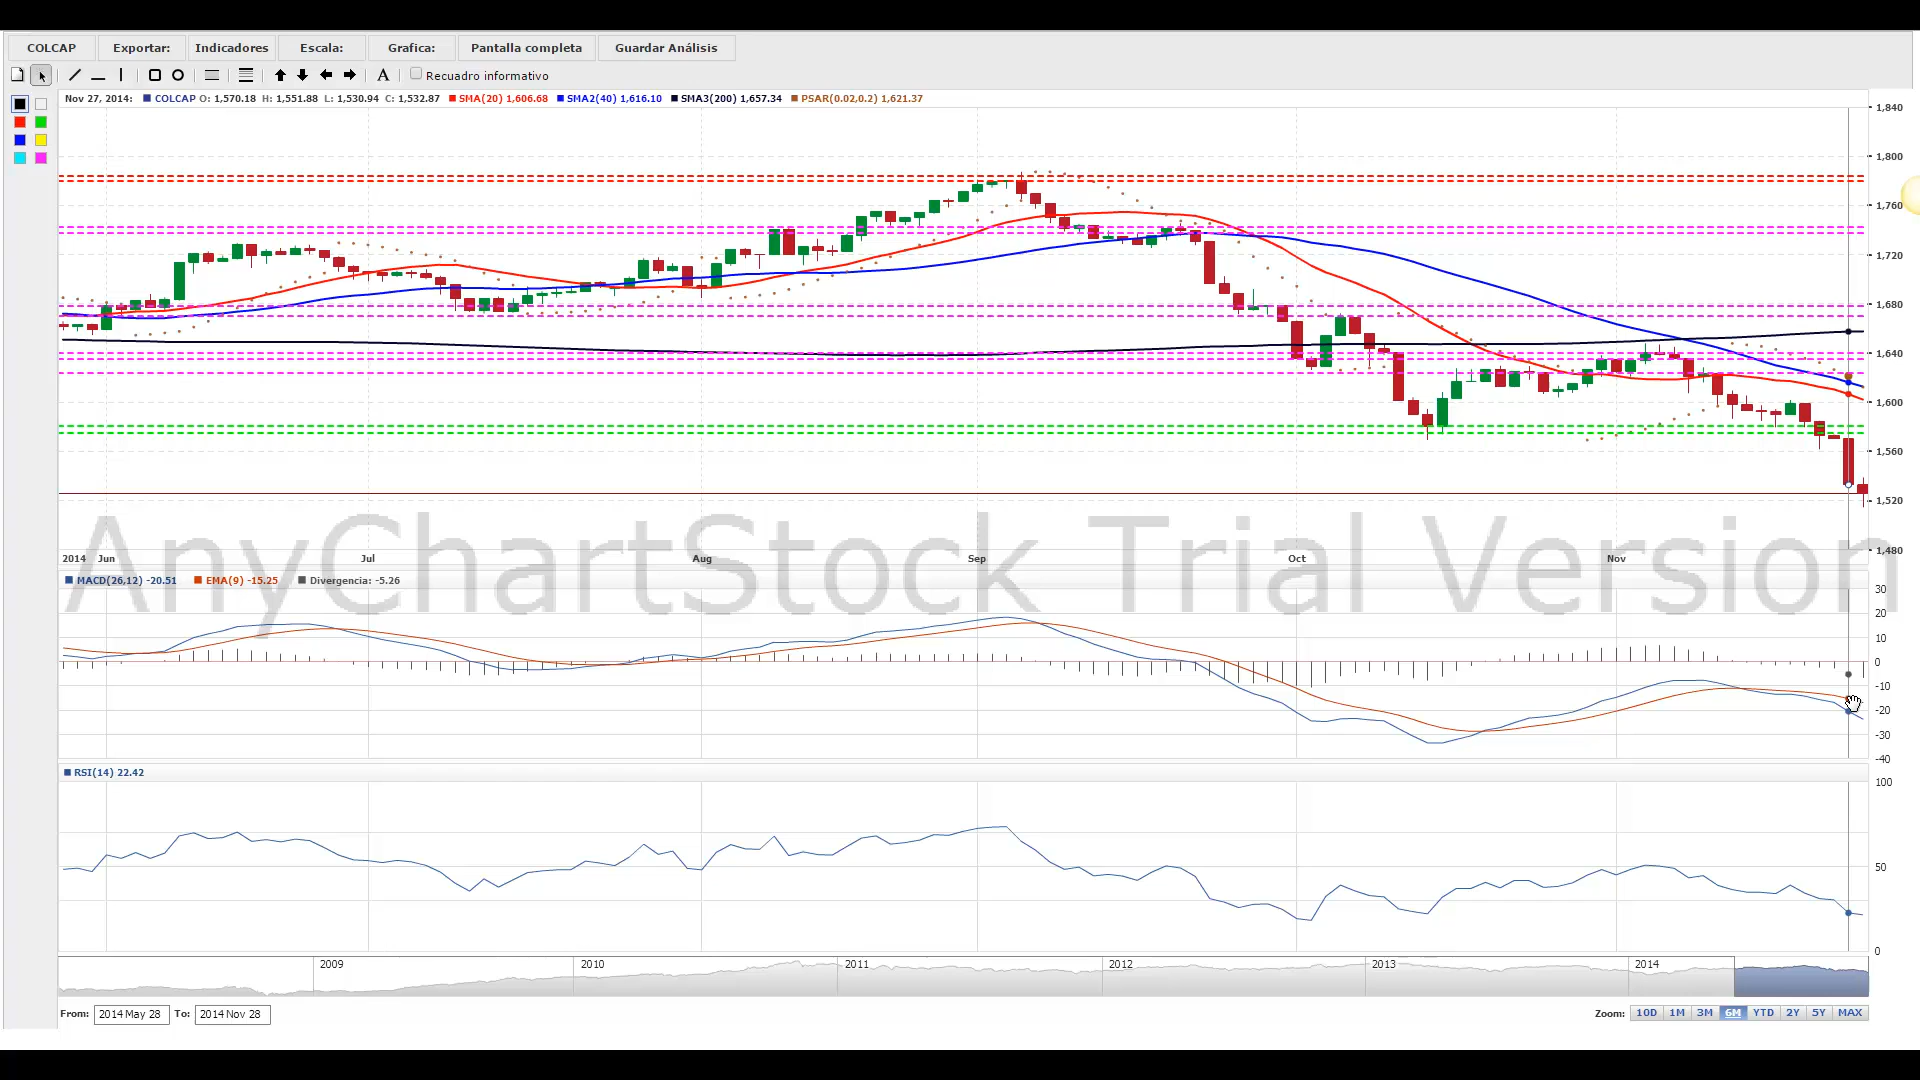 COLCAP Exportar: Indicadores Escala: Grafica: Pantalla completa Guardar Análisis
A Recuadro informativo
Nov 27, 2014: COLCAP O: 1,570.18 H: 1,551.88 L: 1,530.94 C: 1,532.87 SMA(20) 1,606.68 SMA2(40) 1,616.10 SMA3(200) 1,657.34 PSAR(0.02,0.2) 1,621.37
1,840
1,800
1,760
1,720
1,680
1,640
1,600
1,560
1,520
1,480
2014 Jun Jul Aug Sep Oct Nov
AnyChartStock Trial Version
MACD(26,12) -20.51 EMA(9) -15.25 Divergencia: -5.26
30
20
10
0
-10
-20
-30
-40
RSI(14) 22.42
100
50
0
2009 2010 2011 2012 2013 2014
From: 2014 May 28 To: 2014 Nov 28 Zoom: 10D 1M 3M 6M YTD 2Y 5Y MAX